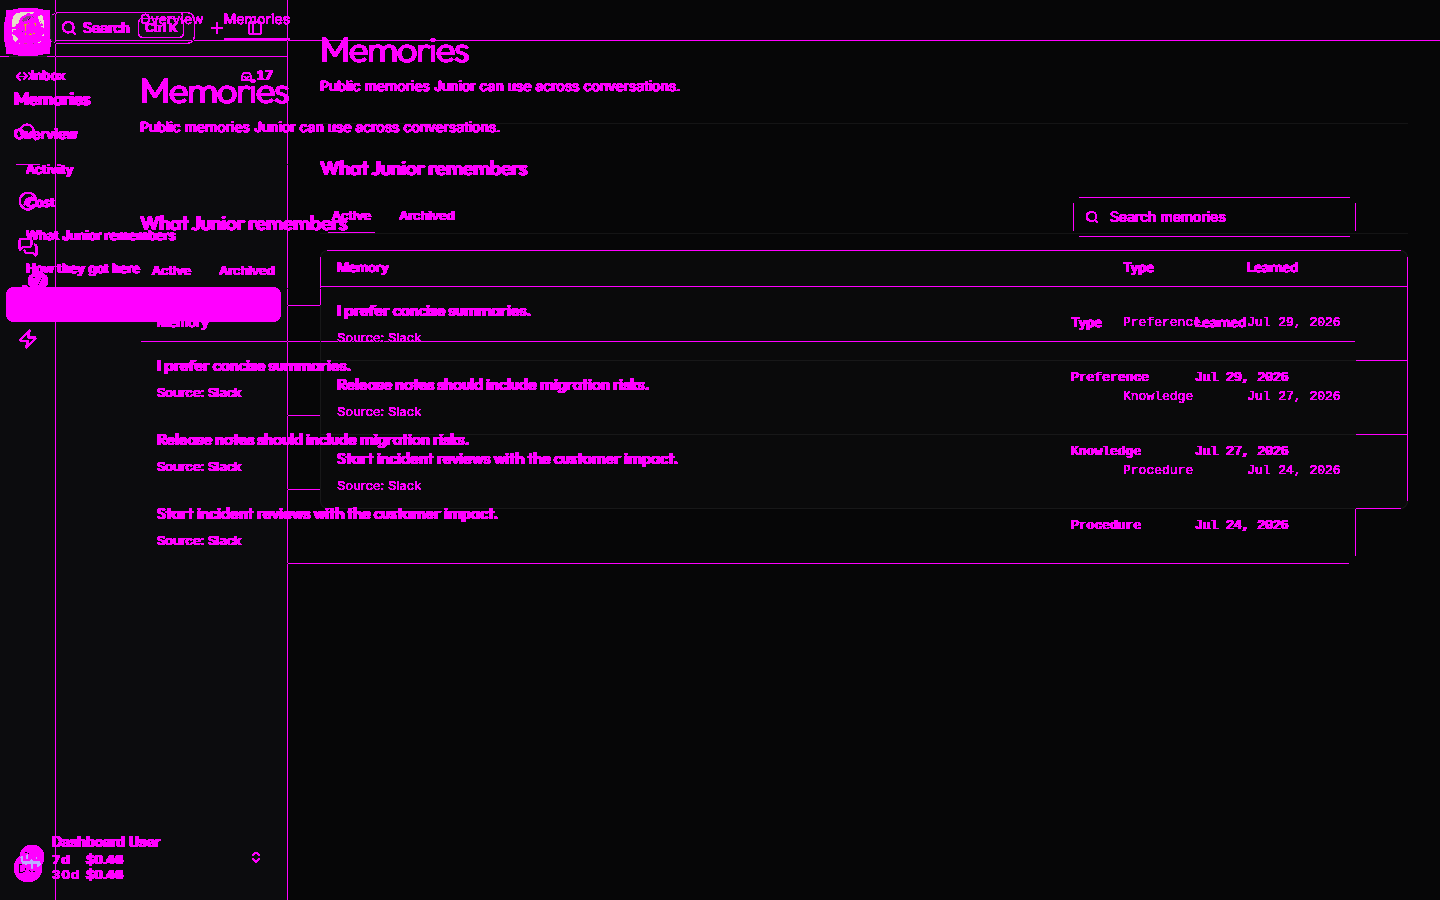 Overview Memories
Search Ctrl K
Memories
Inbox 17
Public memories Junior can use across conversations.
Memories
Memories
Public memories Junior can use across conversations.
Overview
Activity
What Junior remembers
Cost
Active Archived
Search memories
What Junior remembers
What Junior remembers
How they got here
Active Archived
Memory Type Learned
I prefer concise summaries.
Preference Jul 29, 2026
Source: Slack
Memory Type Learned
I prefer concise summaries.
Preference Jul 29, 2026
Source: Slack
Release notes should include migration risks.
Knowledge Jul 27, 2026
Source: Slack
Release notes should include migration risks.
Knowledge Jul 27, 2026
Source: Slack
Start incident reviews with the customer impact.
Procedure Jul 24, 2026
Source: Slack
Start incident reviews with the customer impact.
Procedure Jul 24, 2026
Source: Slack
Dashboard User
7d $0.46
30d $0.46